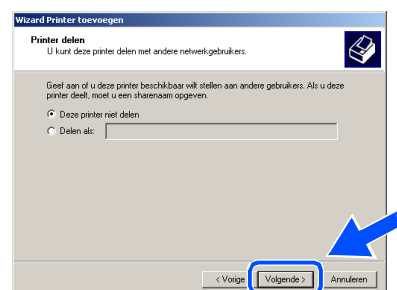 Wizard Printer toevoegen
Printer delen
U kunt deze printer delen met andere netwerkgebruikers.
Geef aan of u deze printer beschikbaar wilt stellen aan andere gebruikers. Als u deze
printer deelt, moet u een sharenaam opgeven.
Deze printer niet delen
Delen als:
< Vorige Volgende > Annuleren